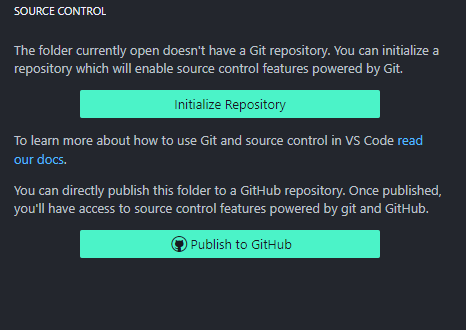 SOURCE CONTROL
The folder currently open doesn't have a Git repository. You can initialize a
repository which will enable source control features powered by Git.
Initialize Repository
To learn more about how to use Git and source control in VS Code read
our docs.
You can directly publish this folder to a GitHub repository. Once published,
you'll have access to source control features powered by git and GitHub.
Publish to GitHub